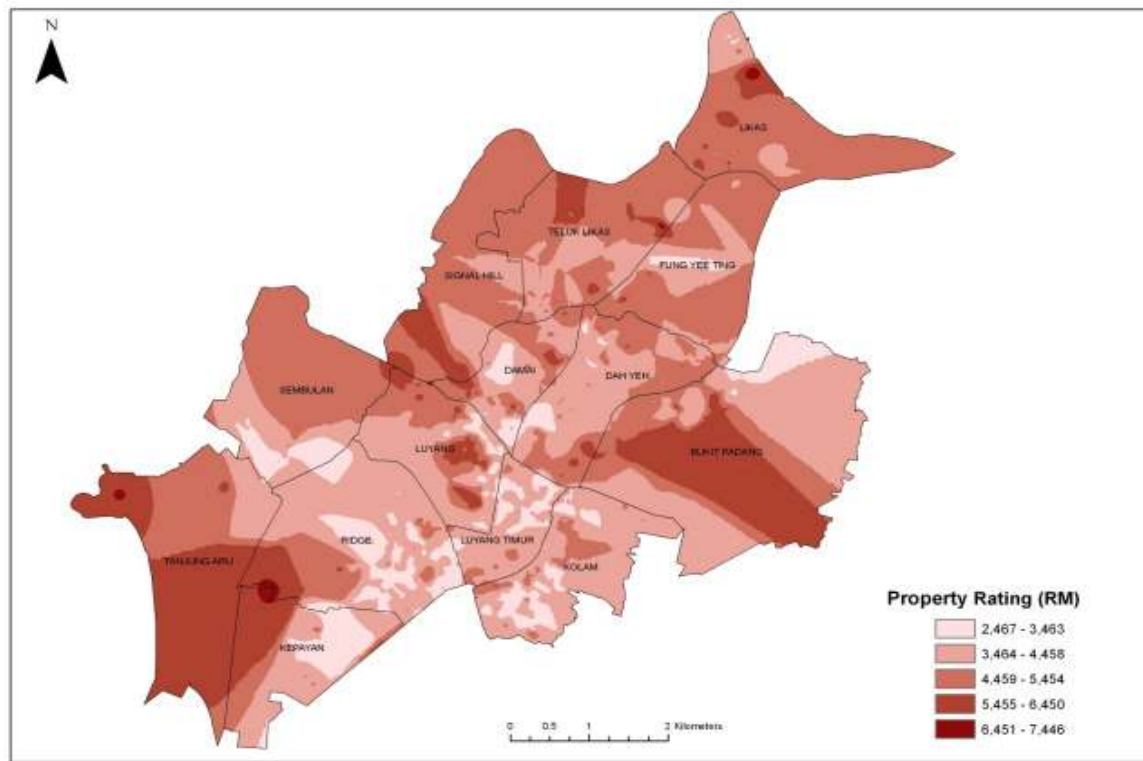 N
LIKAS
TELUK LIKAS
FUNG YEE TING
SIGNAL HILL
DAMAI
DAH YEH
SEMBULAN
LUYANG
BUKIT PADANG
RIDGE
LUYANG TIMUR
TANJUNG ARU
KOLAM
KEPAYAN
Property Rating (RM)
2,467 - 3,463
3,464 - 4,458
4,459 - 5,454
5,455 - 6,450
6,451 - 7,446
0 0.5 1 2 Kilometers